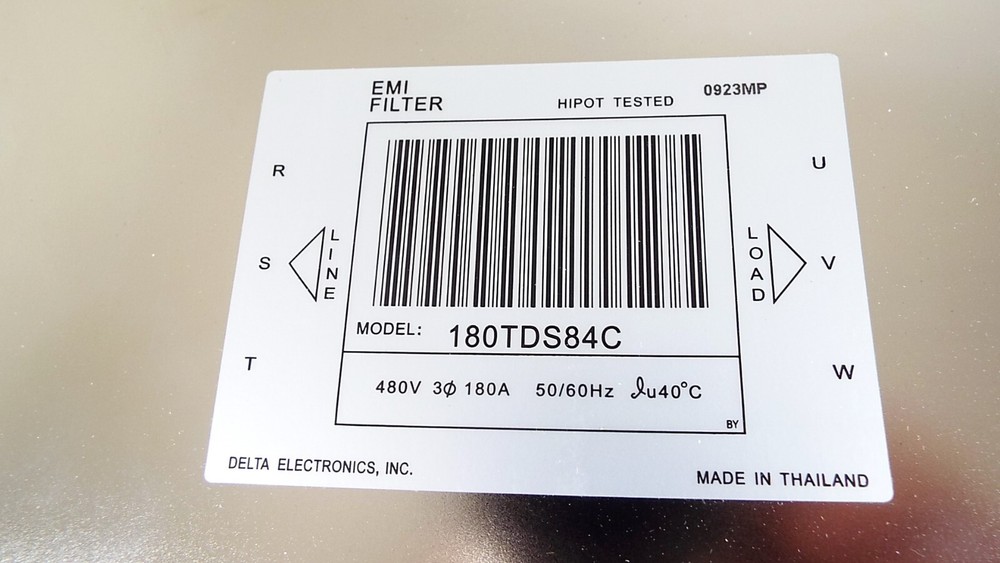 EMI
FILTER
HIPOT TESTED
0923MP
R
U
S
LINE
LOAD
V
T
W
MODEL: 180TDS84C
480V 3ϕ 180A 50/60Hz ℓu40°C
BY
DELTA ELECTRONICS, INC.
MADE IN THAILAND